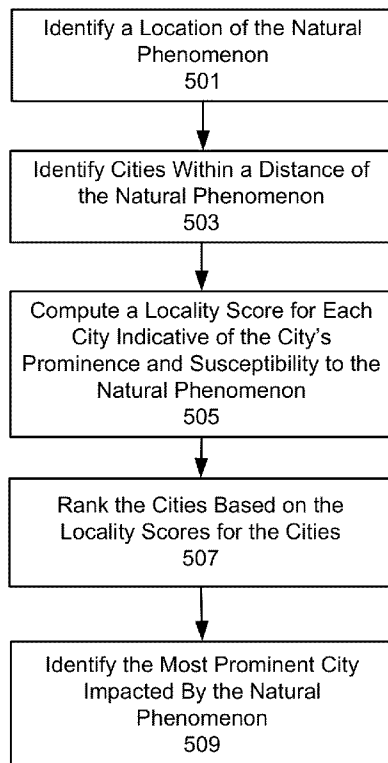 Identify a Location of the Natural
Phenomenon
501
Identify Cities Within a Distance of
the Natural Phenomenon
503
Compute a Locality Score for Each
City Indicative of the City's
Prominence and Susceptibility to the
Natural Phenomenon
505
Rank the Cities Based on the
Locality Scores for the Cities
507
Identify the Most Prominent City
Impacted By the Natural
Phenomenon
509